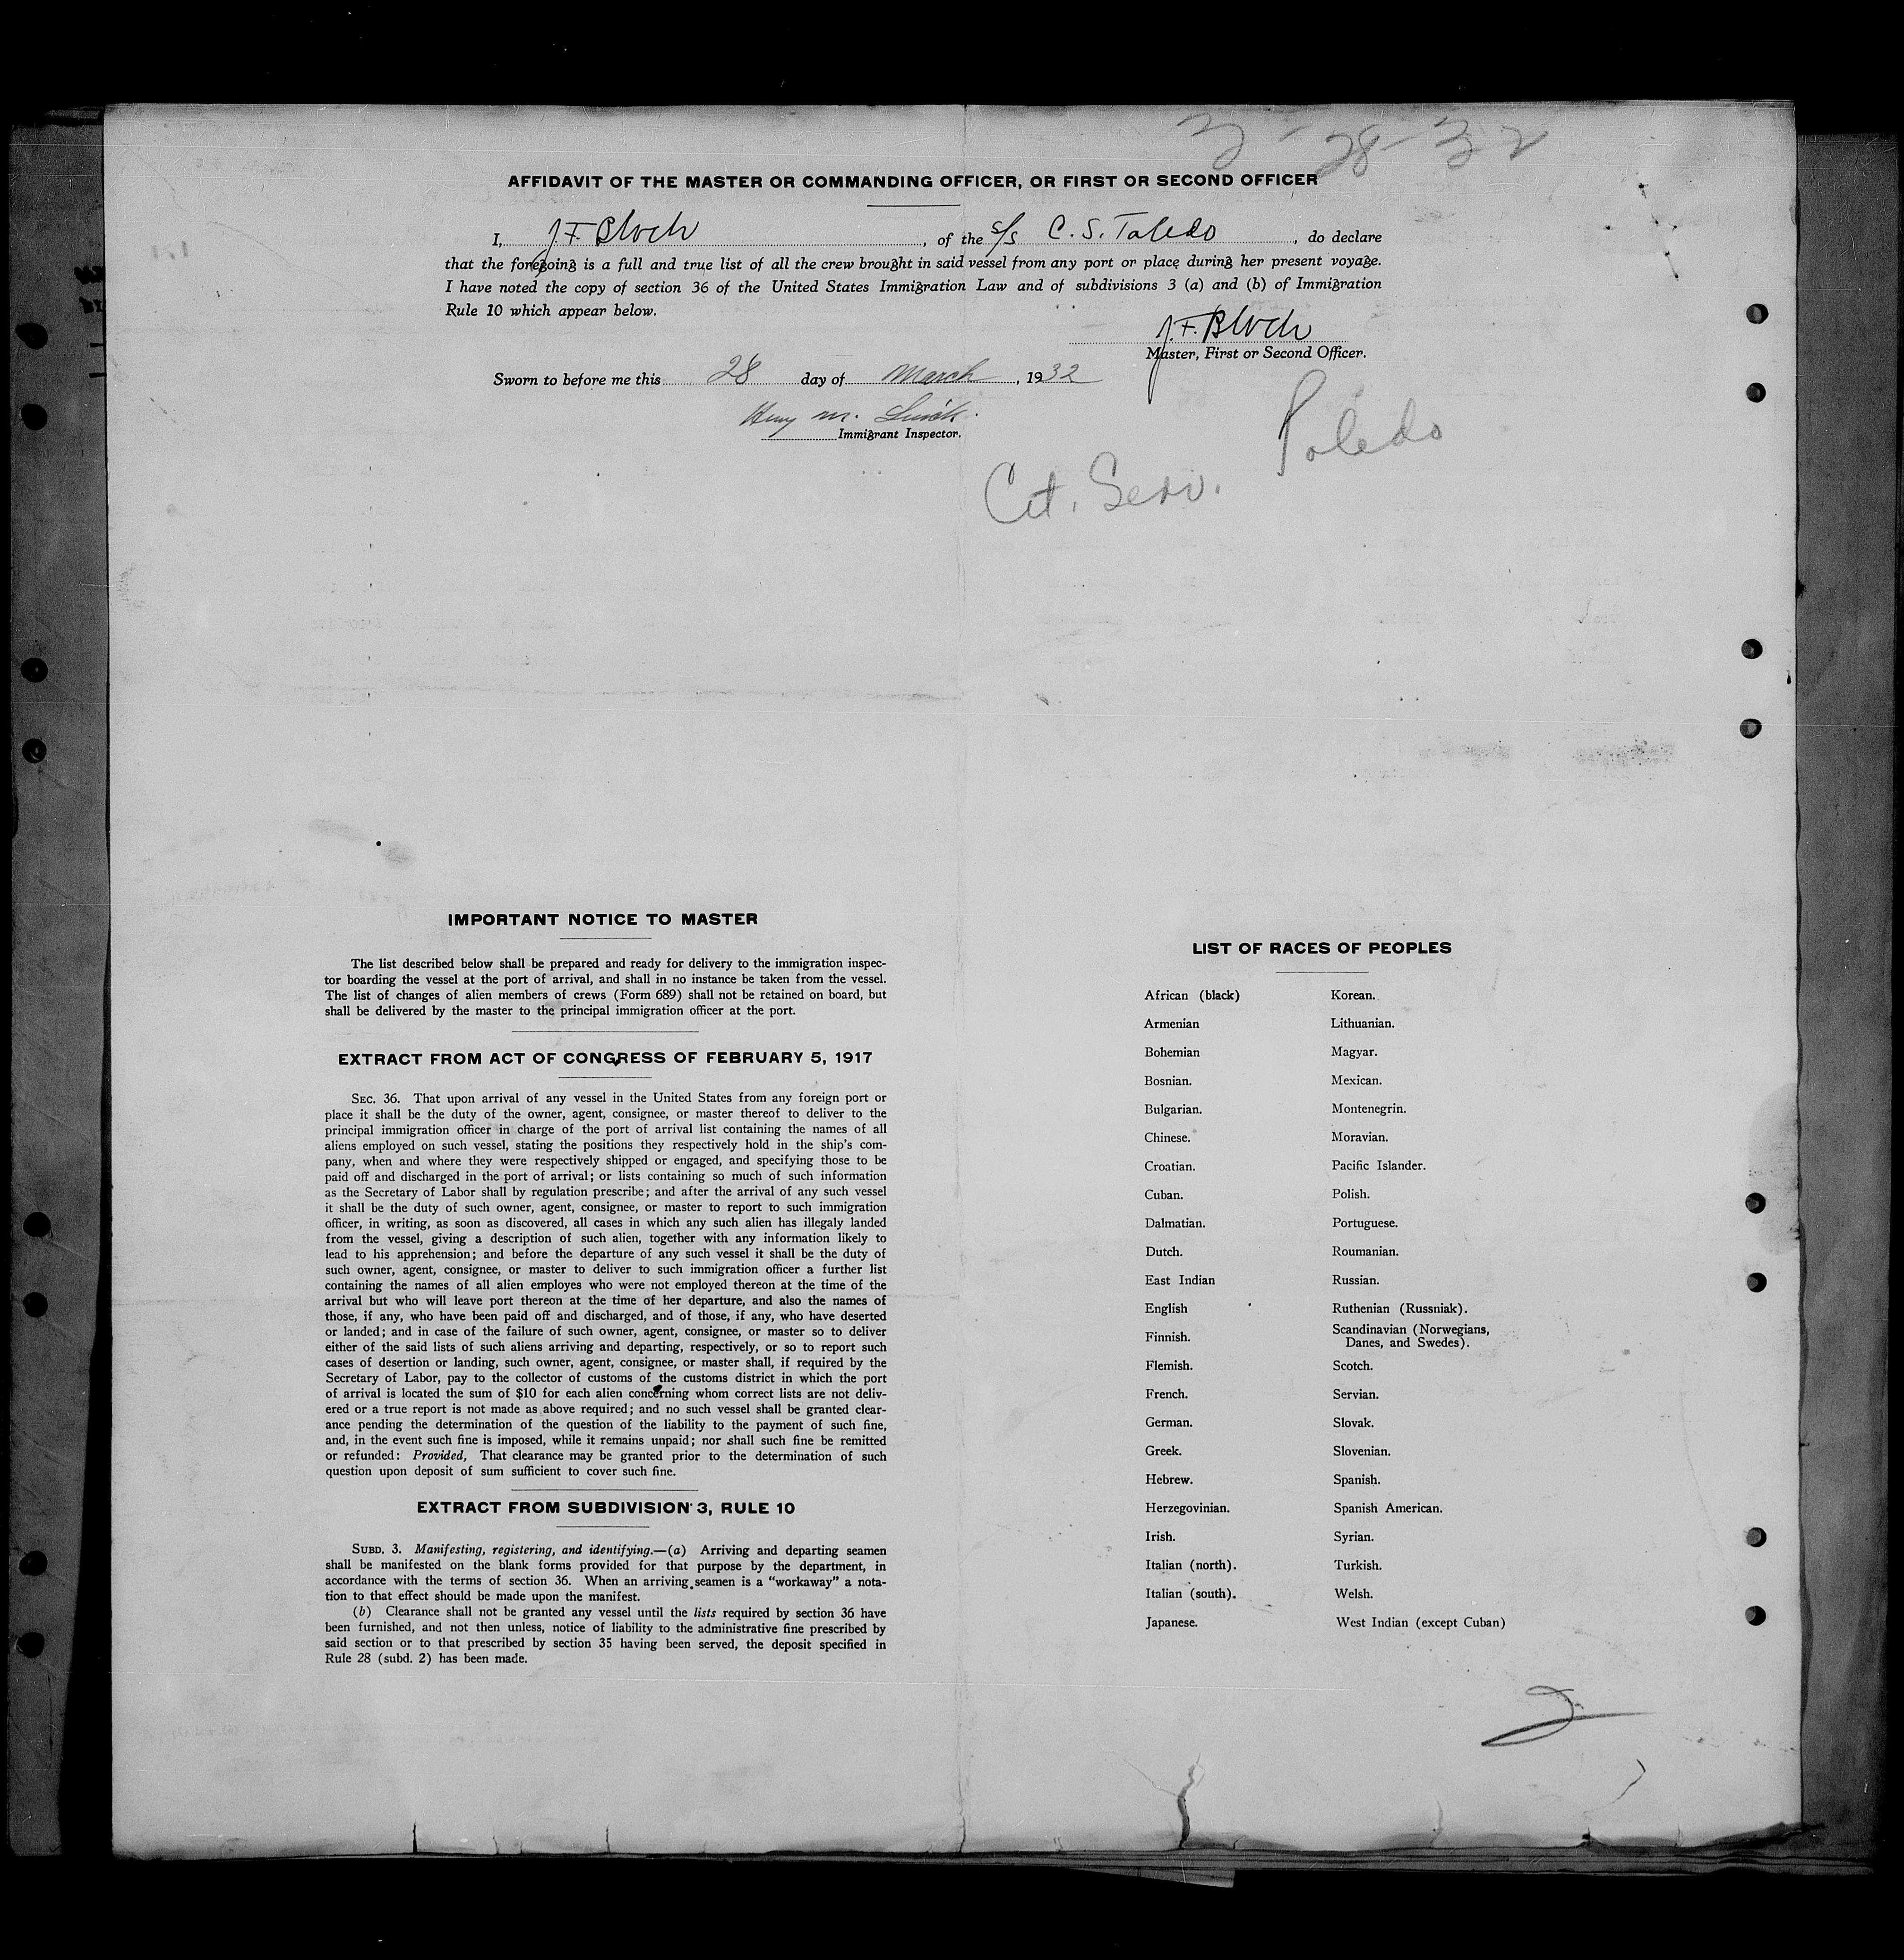 3-28-32
AFFIDAVIT OF THE MASTER OR COMMANDING OFFICER, OR FIRST OR SECOND OFFICER
I, J.F. Bloch, of the S/S C. S. Toledo, do declare
that the foregoing is a full and true list of all the crew brought in said vessel from any port or place during her present voyage.
I have noted the copy of section 36 of the United States Immigration Law and of subdivisions 3 (a) and (b) of Immigration
Rule 10 which appear below.
J.F. Bloch
Master, First or Second Officer.
Sworn to before me this 28 day of March, 1932
Henry M.
Immigrant Inspector.
Toledo
Cit. Serv.
IMPORTANT NOTICE TO MASTER
The list described below shall be prepared and ready for delivery to the immigration inspec-
tor boarding the vessel at the port of arrival, and shall in no instance be taken from the vessel.
The list of changes of alien members of crews (Form 689) shall not be retained on board, but
shall be delivered by the master to the principal immigration officer at the port.
EXTRACT FROM ACT OF CONGRESS OF FEBRUARY 5, 1917
SEC. 36. That upon arrival of any vessel in the United States from any foreign port or
place it shall be the duty of the owner, agent, consignee, or master thereof to deliver to the
principal immigration officer in charge of the port of arrival list containing the names of all
aliens employed on such vessel, stating the positions they respectively hold in the ship's com-
pany, when and where they were respectively shipped or engaged, and specifying those to be
paid off and discharged in the port of arrival; or lists containing so much of such information
as the Secretary of Labor shall by regulation prescribe; and after the arrival of any such vessel
it shall be the duty of such owner, agent, consignee, or master to report to such immigration
officer, in writing, as soon as discovered, all cases in which any such alien has illegaly landed
from the vessel, giving a description of such alien, together with any information likely to
lead to his apprehension; and before the departure of any such vessel it shall be the duty of
such owner, agent, consignee, or master to deliver to such immigration officer a further list
containing the names of all alien employes who were not employed thereon at the time of the
arrival but who will leave port thereon at the time of her departure, and also the names of
those, if any, who have been paid off and discharged, and of those, if any, who have deserted
or landed; and in case of the failure of such owner, agent, consignee, or master so to deliver
either of the said lists of such aliens arriving and departing, respectively, or so to report such
cases of desertion or landing, such owner, agent, consignee, or master shall, if required by the
Secretary of Labor, pay to the collector of customs of the customs district in which the port
of arrival is located the sum of $10 for each alien concerning whom correct lists are not deliv-
ered or a true report is not made as above required; and no such vessel shall be granted clear-
ance pending the determination of the question of the liability to the payment of such fine,
and, in the event such fine is imposed, while it remains unpaid; nor shall such fine be remitted
or refunded: Provided, That clearance may be granted prior to the determination of such
question upon deposit of sum sufficient to cover such fine.
EXTRACT FROM SUBDIVISION 3, RULE 10
SUBD. 3. Manifesting, registering, and identifying.—(a) Arriving and departing seamen
shall be manifested on the blank forms provided for that purpose by the department, in
accordance with the terms of section 36. When an arriving seamen is a "workaway" a nota-
tion to that effect should be made upon the manifest.
(b) Clearance shall not be granted any vessel until the lists required by section 36 have
been furnished, and not then unless, notice of liability to the administrative fine prescribed by
said section or to that prescribed by section 35 having been served, the deposit specified in
Rule 28 (subd. 2) has been made.
LIST OF RACES OF PEOPLES
African (black) Korean.
Armenian Lithuanian.
Bohemian Magyar.
Bosnian. Mexican.
Bulgarian. Montenegrin.
Chinese. Moravian.
Croatian. Pacific Islander.
Cuban. Polish.
Dalmatian. Portuguese.
Dutch. Roumanian.
East Indian Russian.
English Ruthenian (Russniak).
Finnish. Scandinavian (Norwegians,
Danes, and Swedes).
Flemish. Scotch.
French. Servian.
German. Slovak.
Greek. Slovenian.
Hebrew. Spanish.
Herzegovinian. Spanish American.
Irish. Syrian.
Italian (north). Turkish.
Italian (south). Welsh.
Japanese. West Indian (except Cuban)